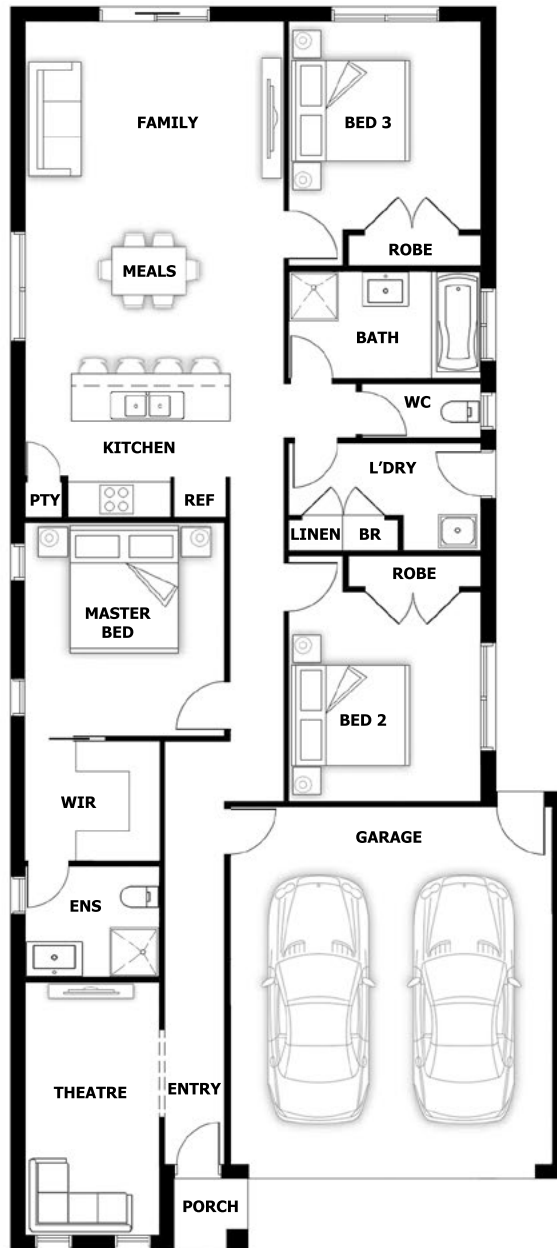 FAMILY
BED 3
ROBE
MEALS
BATH
WC
KITCHEN
L'DRY
PTY
REF
LINEN
BR
ROBE
MASTER
BED
BED 2
WIR
GARAGE
ENS
THEATRE
ENTRY
PORCH